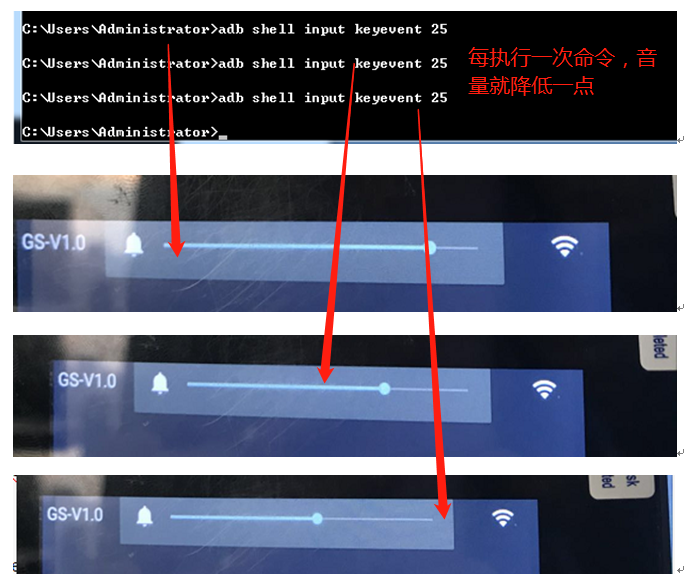 C:\Users\Administrator>adb shell input keyevent 25
C:\Users\Administrator>adb shell input keyevent 25
C:\Users\Administrator>adb shell input keyevent 25
C:\Users\Administrator>_
每执行一次命令，音
量就降低一点
GS-V1.0
GS-V1.0
GS-V1.0